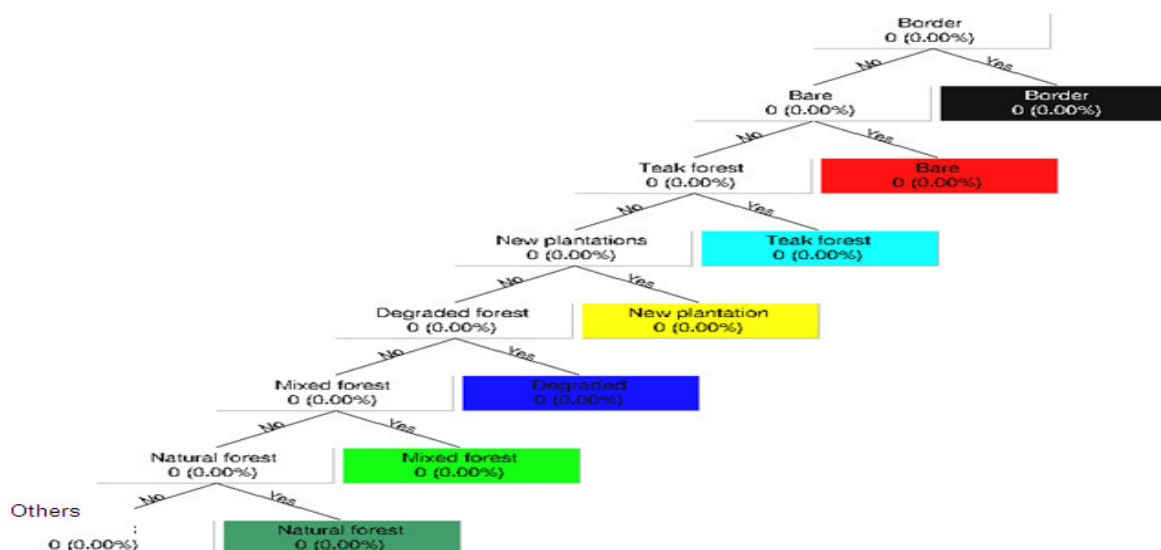 Border
0 (0.00%)
No
Yes
Bare
0 (0.00%)
Border
0 (0.00%)
No
Yes
Teak forest
0 (0.00%)
Bare
0 (0.00%)
No
Yes
New plantations
0 (0.00%)
Teak forest
0 (0.00%)
No
Yes
Degraded forest
0 (0.00%)
New plantation
0 (0.00%)
No
Yes
Mixed forest
0 (0.00%)
Degraded
0 (0.00%)
No
Yes
Natural forest
0 (0.00%)
Mixed forest
0 (0.00%)
No
Yes
Others
:
0 (0.00%)
Natural forest
0 (0.00%)